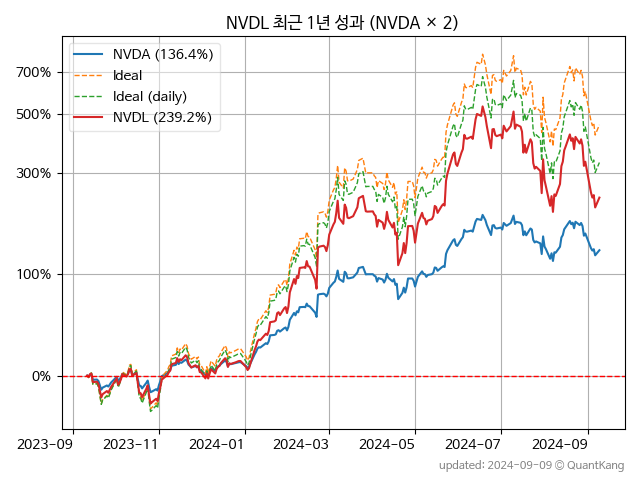 NVDL 최근 1년 성과 (NVDA × 2)
NVDA (136.4%)
Ideal
Ideal (daily)
NVDL (239.2%)
700%
500%
300%
100%
0%
2023-09 2023-11 2024-01 2024-03 2024-05 2024-07 2024-09
updated: 2024-09-09 © QuantKang